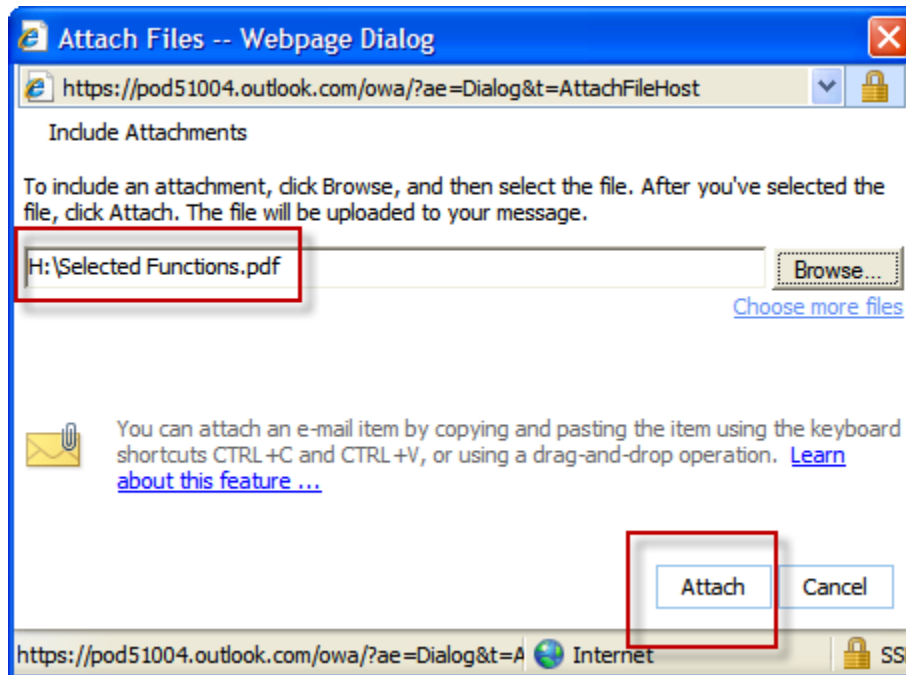 Attach Files -- Webpage Dialog
https://pod51004.outlook.com/owa/?ae=Dialog&t=AttachFileHost
Include Attachments
To include an attachment, click Browse, and then select the file. After you've selected the
file, click Attach. The file will be uploaded to your message.
H:\Selected Functions.pdf
Browse...
Choose more files
You can attach an e-mail item by copying and pasting the item using the keyboard
shortcuts CTRL+C and CTRL+V, or using a drag-and-drop operation. Learn
about this feature ...
Attach Cancel
https://pod51004.outlook.com/owa/?ae=Dialog&t=A Internet